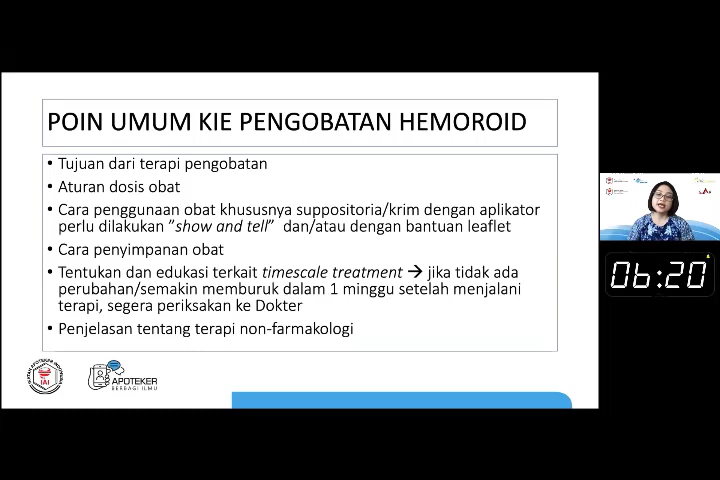 POIN UMUM KIE PENGOBATAN HEMOROID
• Tujuan dari terapi pengobatan
• Aturan dosis obat
• Cara penggunaan obat khususnya suppositoria/krim dengan aplikator
perlu dilakukan "show and tell" dan/atau dengan bantuan leaflet
• Cara penyimpanan obat
• Tentukan dan edukasi terkait timescale treatment → jika tidak ada
perubahan/semakin memburuk dalam 1 minggu setelah menjalani
terapi, segera periksakan ke Dokter
• Penjelasan tentang terapi non-farmakologi
IAI
APOTEKER
BERBAGI ILMU
06:20